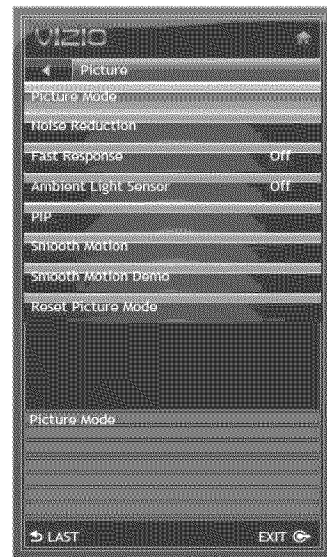 VIZIO
Picture
Picture Mode
Noise Reduction
Fast Response Off
Ambient Light Sensor Off
PIP
Smooth Motion
Smooth Motion Demo
Reset Picture Mode
Picture Mode
LAST EXIT